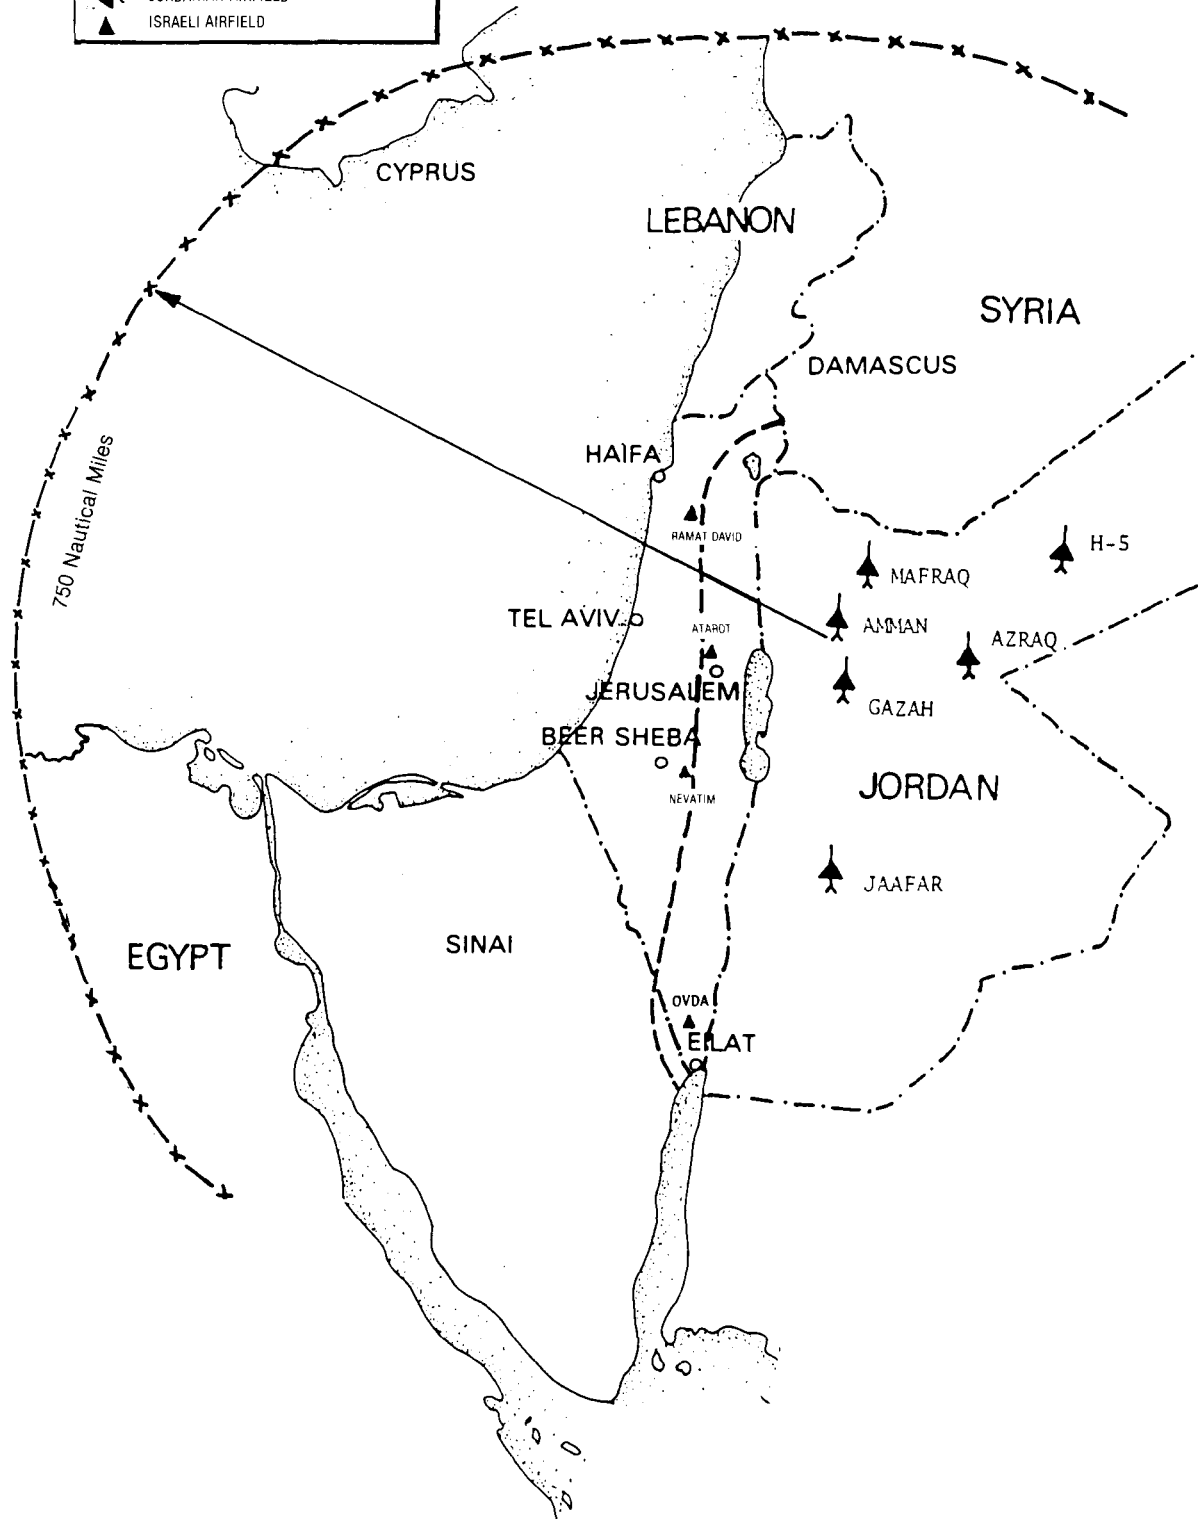 ISRAELI AIRFIELD
CYPRUS
LEBANON
SYRIA
DAMASCUS
HAIFA
750 Nautical Miles
RAMAT DAVID
H-5
MAFRAQ
TEL AVIV
ATAROT
AMMAN
AZRAQ
JERUSALEM
GAZAH
BEER SHEBA
NEVATIM
JORDAN
JAAFAR
EGYPT
SINAI
OVDA
EILAT